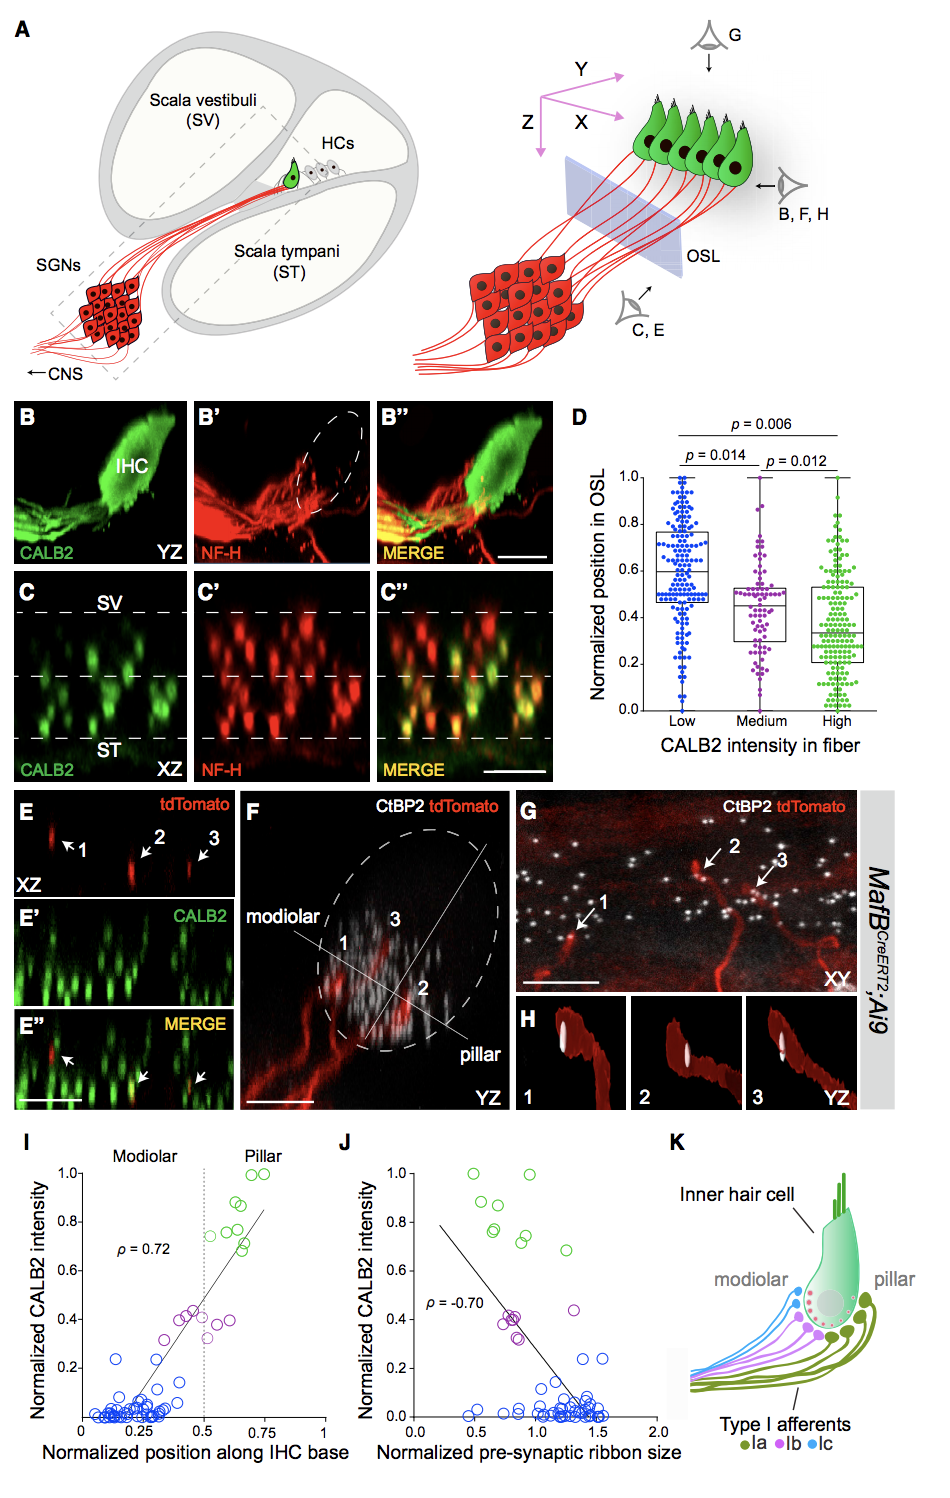 A
Scala vestibuli
(SV)
HCs
Scala tympani
(ST)
SGNs
CNS
G
Y
Z
X
B, F, H
OSL
C, E
B
IHC
CALB2
YZ
B'
NF-H
B''
MERGE
C
SV
ST
CALB2
XZ
C'
NF-H
C''
MERGE
D
p = 0.006
p = 0.014
p = 0.012
Normalized position in OSL
1.0
0.8
0.6
0.4
0.2
0.0
Low
Medium
High
CALB2 intensity in fiber
E
tdTomato
1
2
3
XZ
E'
CALB2
E''
MERGE
F
CtBP2 tdTomato
modiolar
1
3
2
pillar
YZ
G
CtBP2 tdTomato
1
2
3
XY
H
1
2
3
YZ
MafB^CreERT2;Ai9
I
Modiolar
Pillar
Normalized CALB2 intensity
1.0
0.8
0.6
0.4
0.2
0.0
ρ = 0.72
0
0.25
0.5
0.75
1
Normalized position along IHC base
J
Normalized CALB2 intensity
1.0
0.8
0.6
0.4
0.2
0.0
ρ = -0.70
0.0
0.5
1.0
1.5
2.0
Normalized pre-synaptic ribbon size
K
Inner hair cell
modiolar
pillar
Type I afferents
Ia Ib Ic